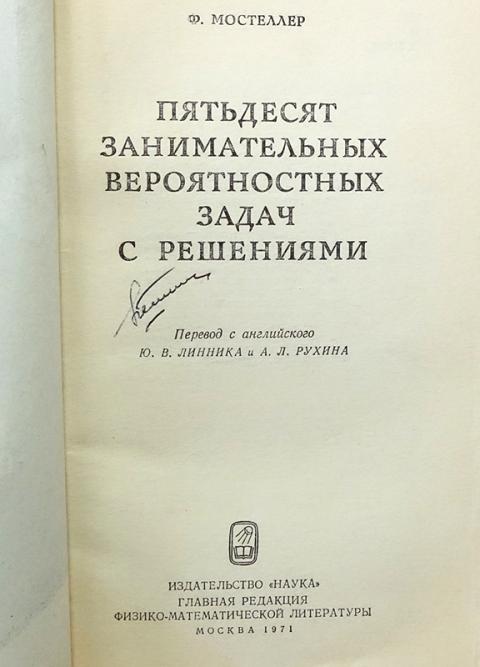 Ф. МОСТЕЛЛЕР
ПЯТЬДЕСЯТ
ЗАНИМАТЕЛЬНЫХ
ВЕРОЯТНОСТНЫХ
ЗАДАЧ
С РЕШЕНИЯМИ
Перевод с английского
Ю. В. ЛИННИКА и А. Л. РУХИНА
ИЗДАТЕЛЬСТВО «НАУКА»
ГЛАВНАЯ РЕДАКЦИЯ
ФИЗИКО-МАТЕМАТИЧЕСКОЙ ЛИТЕРАТУРЫ
МОСКВА 1971